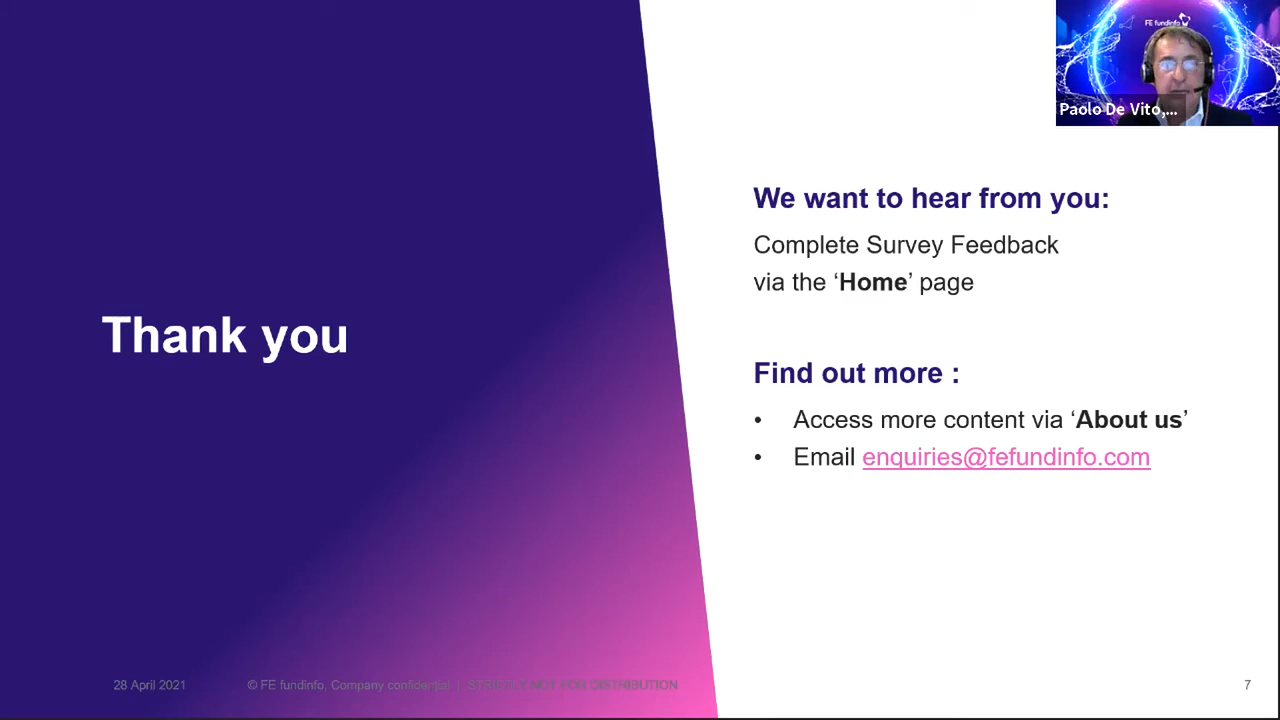 FE fundinfo
Paolo De Vito,...
We want to hear from you:
Complete Survey Feedback
via the ‘Home’ page
Thank you
Find out more :
• Access more content via ‘About us’
• Email enquiries@fefundinfo.com
28 April 2021 © FE fundinfo, Company confidential | STRICTLY NOT FOR DISTRIBUTION 7